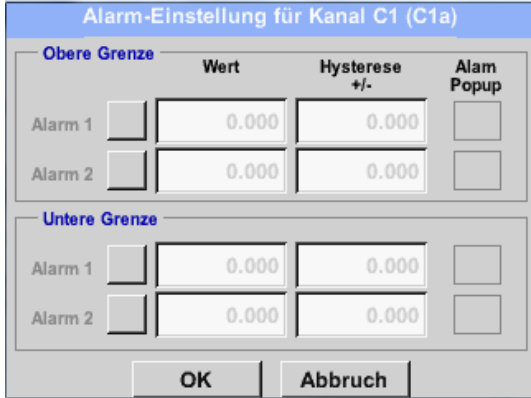 Alarm-Einstellung für Kanal C1 (C1a)
Obere Grenze
Wert Hysterese +/- Alam Popup
Alarm 1 0.000 0.000
Alarm 2 0.000 0.000
Untere Grenze
Alarm 1 0.000 0.000
Alarm 2 0.000 0.000
OK Abbruch